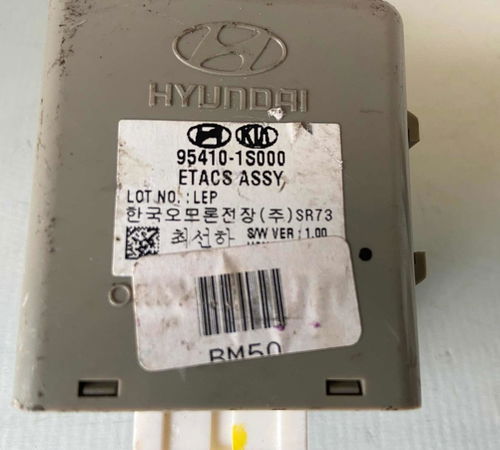 HYUNDAI
KIA
95410-1S000
ETACS ASSY
LOT NO. : LEP
한국오무론전장(주)SR73
최선하 S/W VER : 1.00
BM50